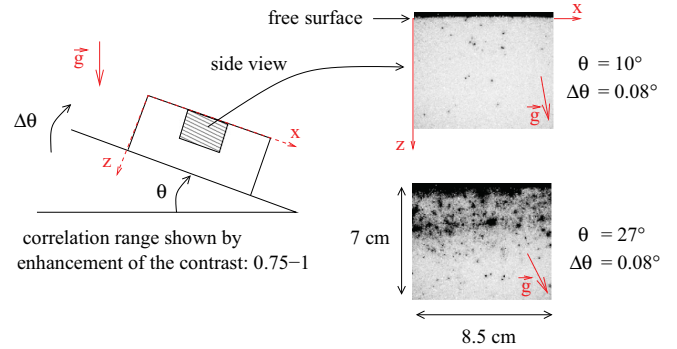 free surface
x
g
side view
θ = 10°
Δθ = 0.08°
g
Δθ
x
z
z
θ
7 cm
θ = 27°
Δθ = 0.08°
g
correlation range shown by
enhancement of the contrast: 0.75−1
8.5 cm